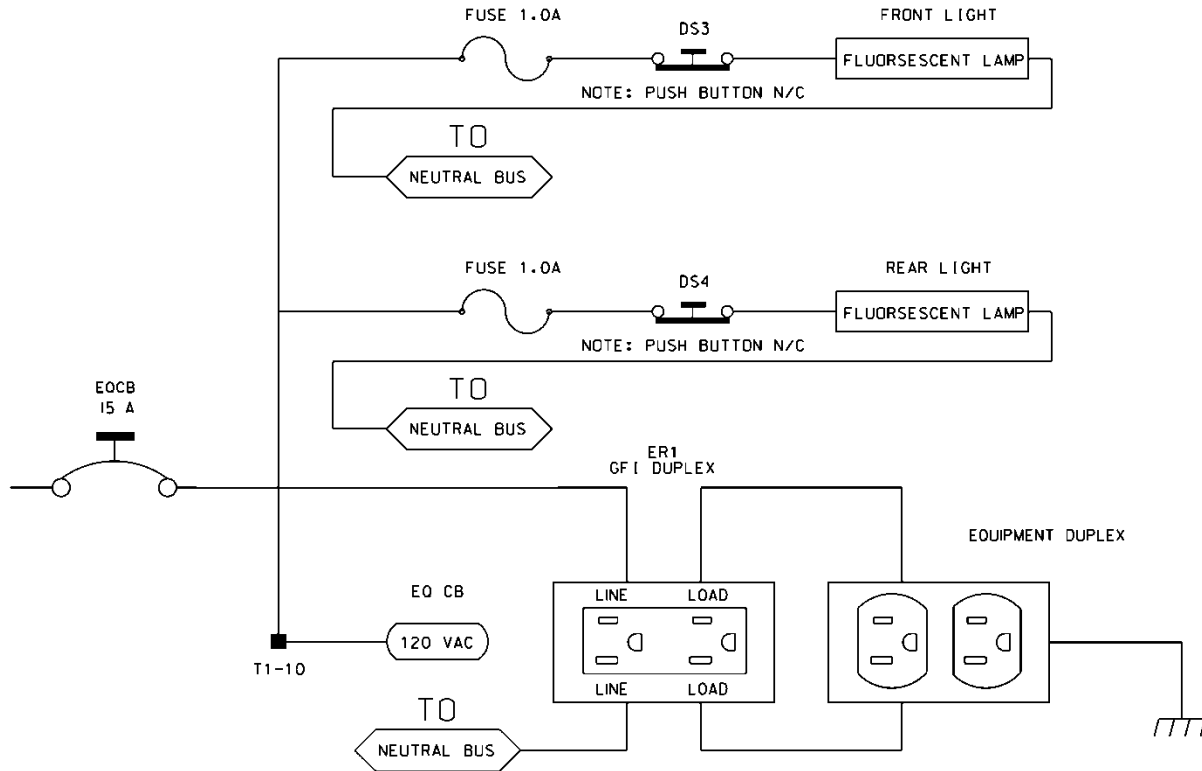 FUSE 1.0A
DS3
FRONT LIGHT
FLUORSESCENT LAMP
NOTE: PUSH BUTTON N/C
TO
NEUTRAL BUS
FUSE 1.0A
DS4
REAR LIGHT
FLUORSESCENT LAMP
NOTE: PUSH BUTTON N/C
TO
NEUTRAL BUS
EQCB
15 A
ER1
GFI DUPLEX
EQUIPMENT DUPLEX
EQ CB
120 VAC
T1-10
LINE LOAD
LINE LOAD
TO
NEUTRAL BUS